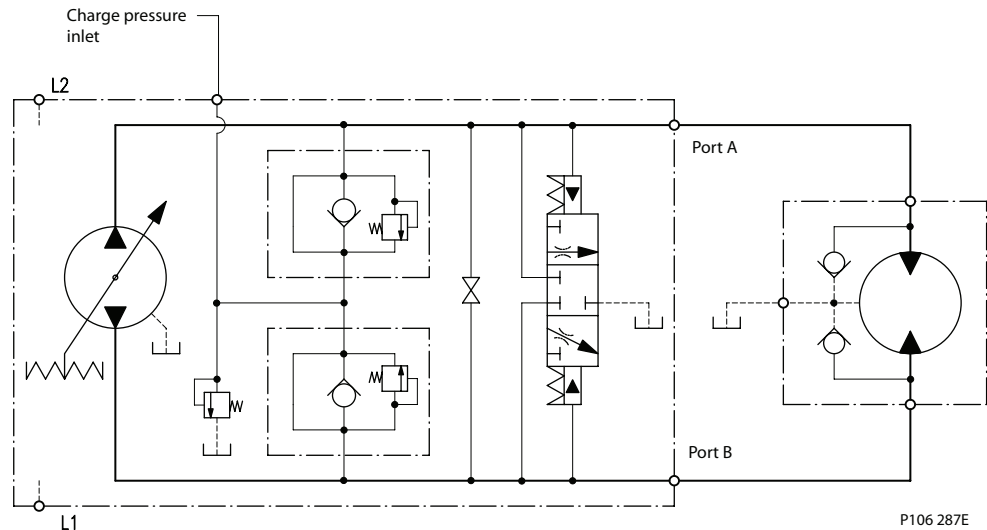 Charge pressure
inlet
L2
Port A
Port B
L1
P106 287E